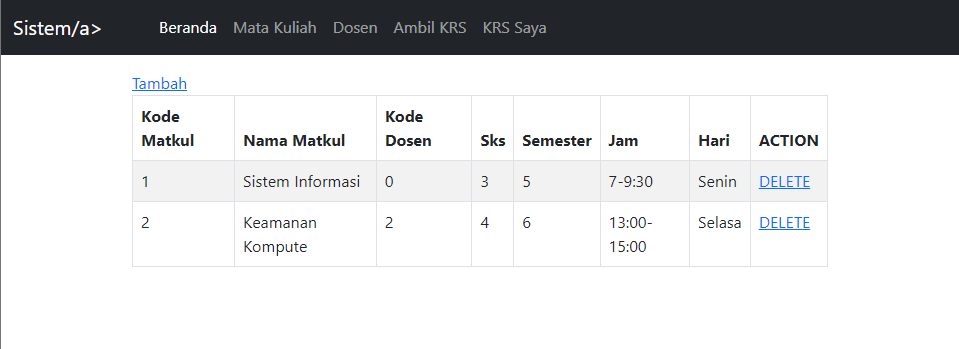 Sistem/a> Beranda Mata Kuliah Dosen Ambil KRS KRS Saya
Tambah
Kode Matkul Nama Matkul Kode Dosen Sks Semester Jam Hari ACTION
1 Sistem Informasi 0 3 5 7-9:30 Senin DELETE
2 Keamanan Kompute 2 4 6 13:00-15:00 Selasa DELETE